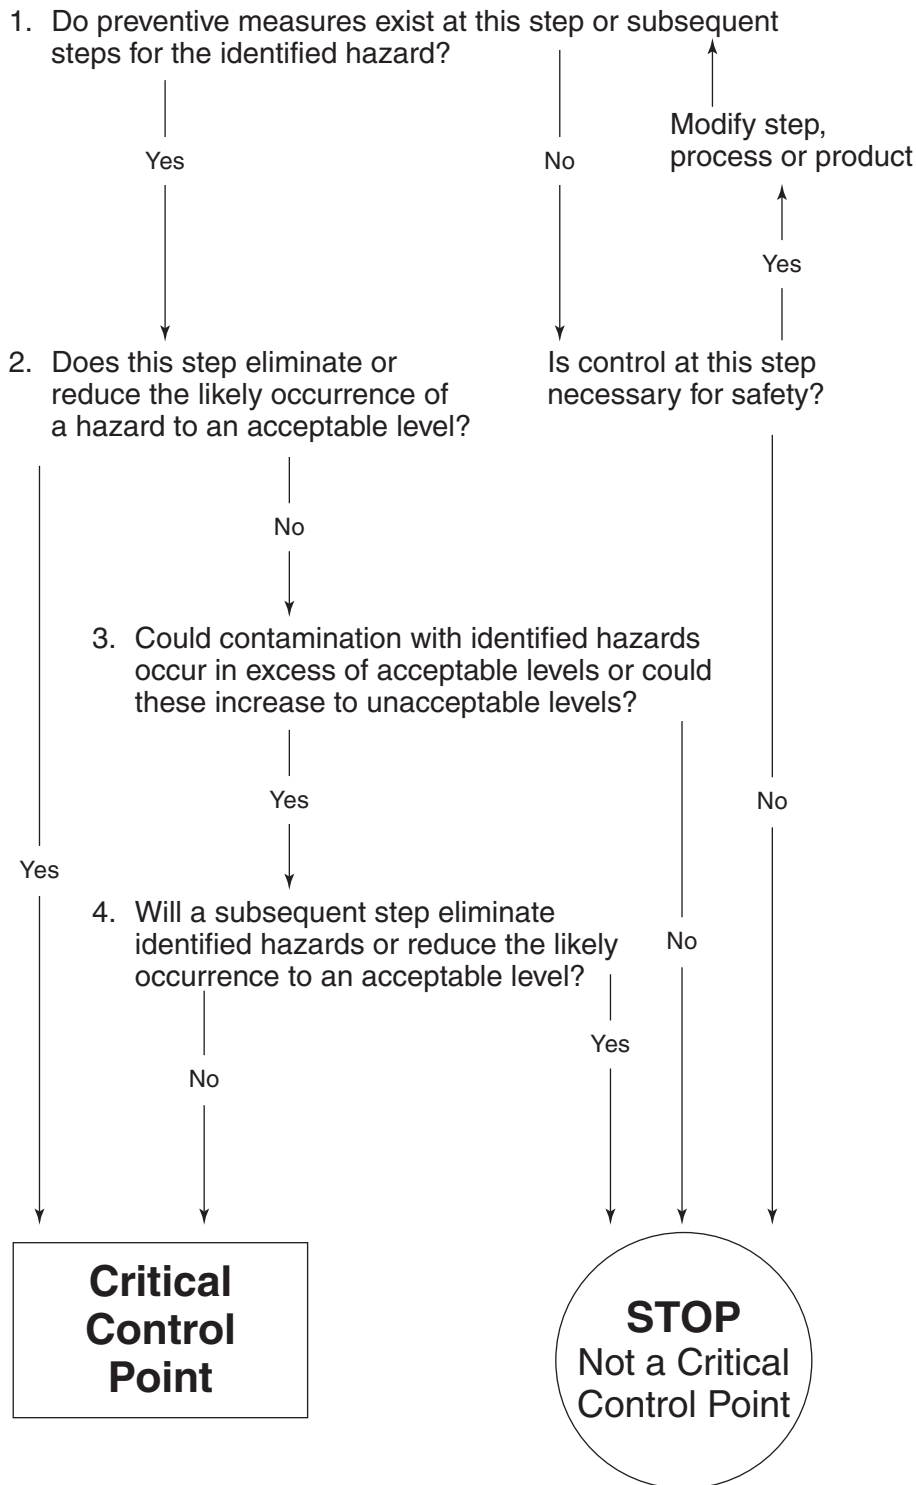 1. Do preventive measures exist at this step or subsequent
steps for the identified hazard?
Modify step,
process or product
Yes
No
Yes
2. Does this step eliminate or
reduce the likely occurrence of
a hazard to an acceptable level?
Is control at this step
necessary for safety?
No
3. Could contamination with identified hazards
occur in excess of acceptable levels or could
these increase to unacceptable levels?
Yes
No
Yes
4. Will a subsequent step eliminate
identified hazards or reduce the likely
occurrence to an acceptable level?
No
Yes
No
Critical
Control
Point
STOP
Not a Critical
Control Point